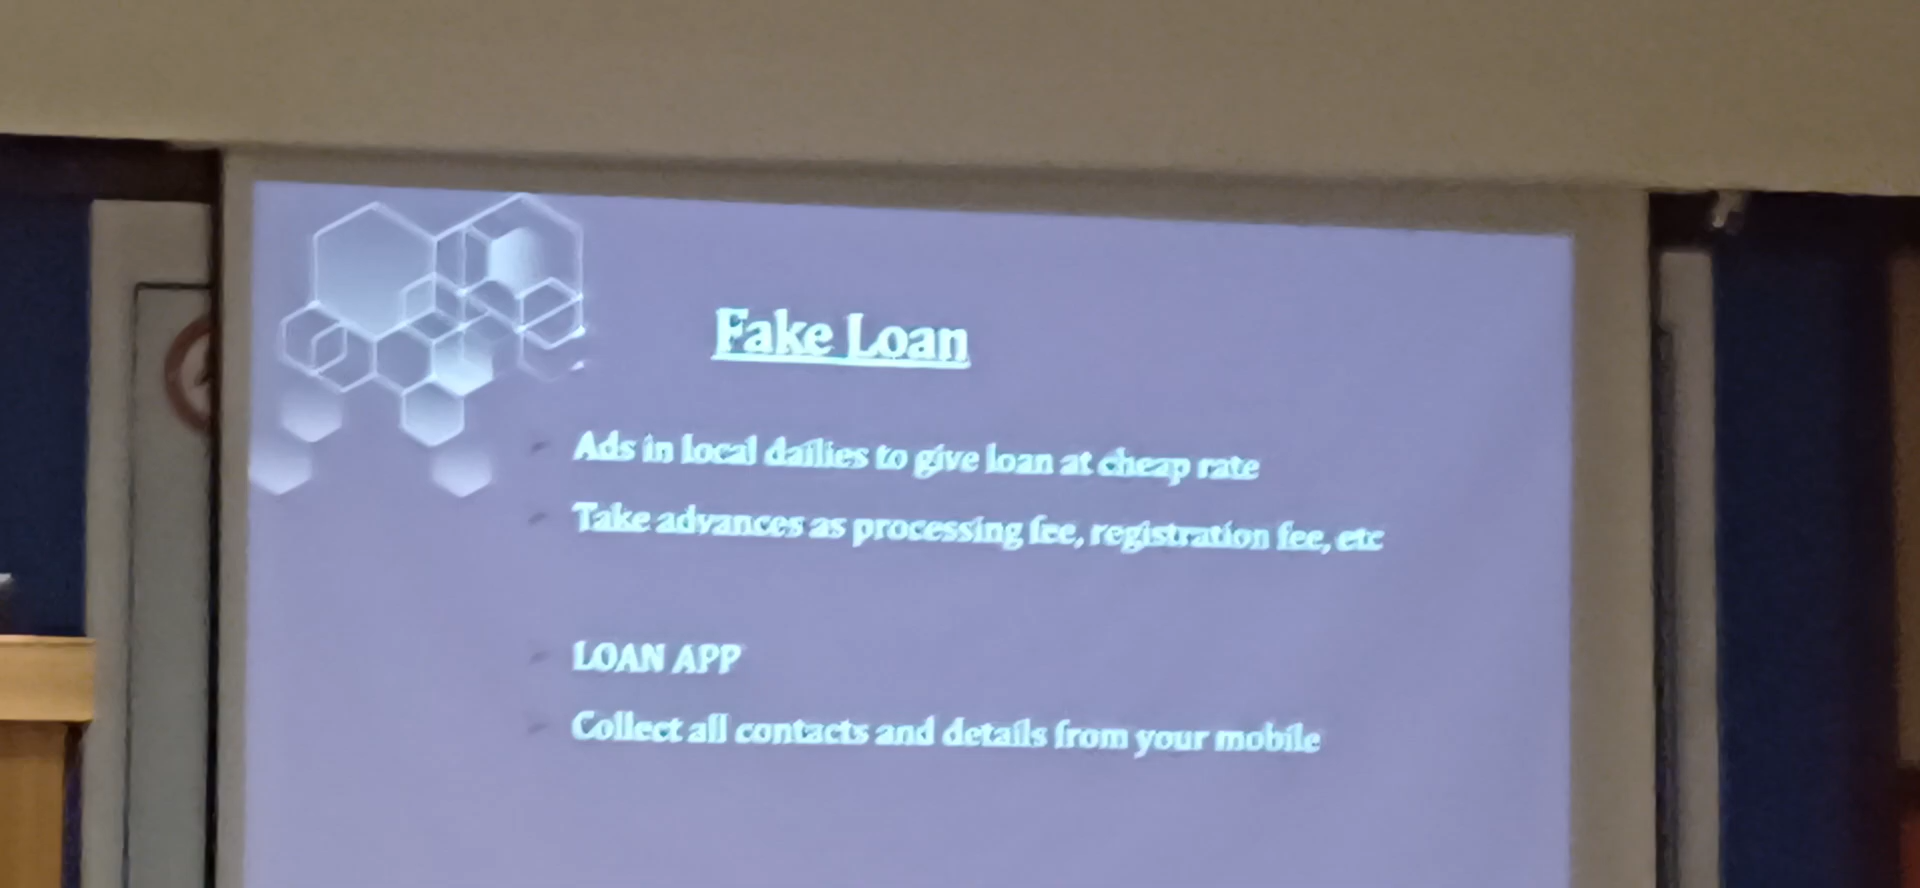 Fake Loan
Ads in local dailies to give loan at cheap rate
Take advances as processing fee, registration fee, etc
LOAN APP
Collect all contacts and details from your mobile